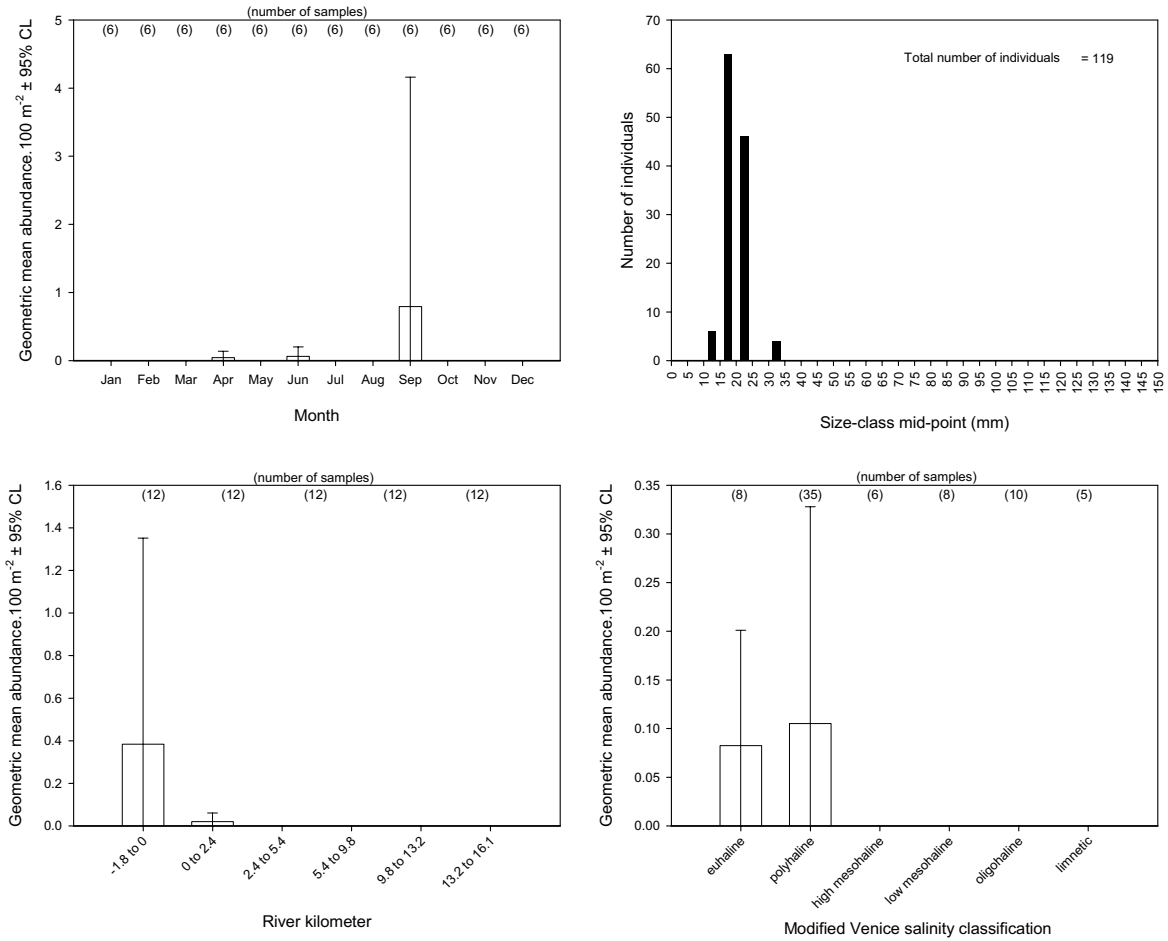 (number of samples)
(6) (6) (6) (6) (6) (6) (6) (6) (6) (6) (6) (6)
Geometric mean abundance.100 m-2 ± 95% CL
5
4
3
2
1
0
Jan Feb Mar Apr May Jun Jul Aug Sep Oct Nov Dec
Month
Number of individuals
70
60
50
40
30
20
10
0
Total number of individuals = 119
0 5 10 15 20 25 30 35 40 45 50 55 60 65 70 75 80 85 90 95 100 105 110 115 120 125 130 135 140 145 150
Size-class mid-point (mm)
(number of samples)
(12) (12) (12) (12) (12)
Geometric mean abundance.100 m-2 ± 95% CL
1.6
1.4
1.2
1.0
0.8
0.6
0.4
0.2
0.0
-1.8 to 0
0 to 2.4
2.4 to 5.4
5.4 to 9.8
9.8 to 13.2
13.2 to 16.1
River kilometer
(number of samples)
(8) (35) (6) (8) (10) (5)
Geometric mean abundance.100 m-2 ± 95% CL
0.35
0.30
0.25
0.20
0.15
0.10
0.05
0.00
euhaline
polyhaline
high mesohaline
low mesohaline
oligohaline
limnetic
Modified Venice salinity classification